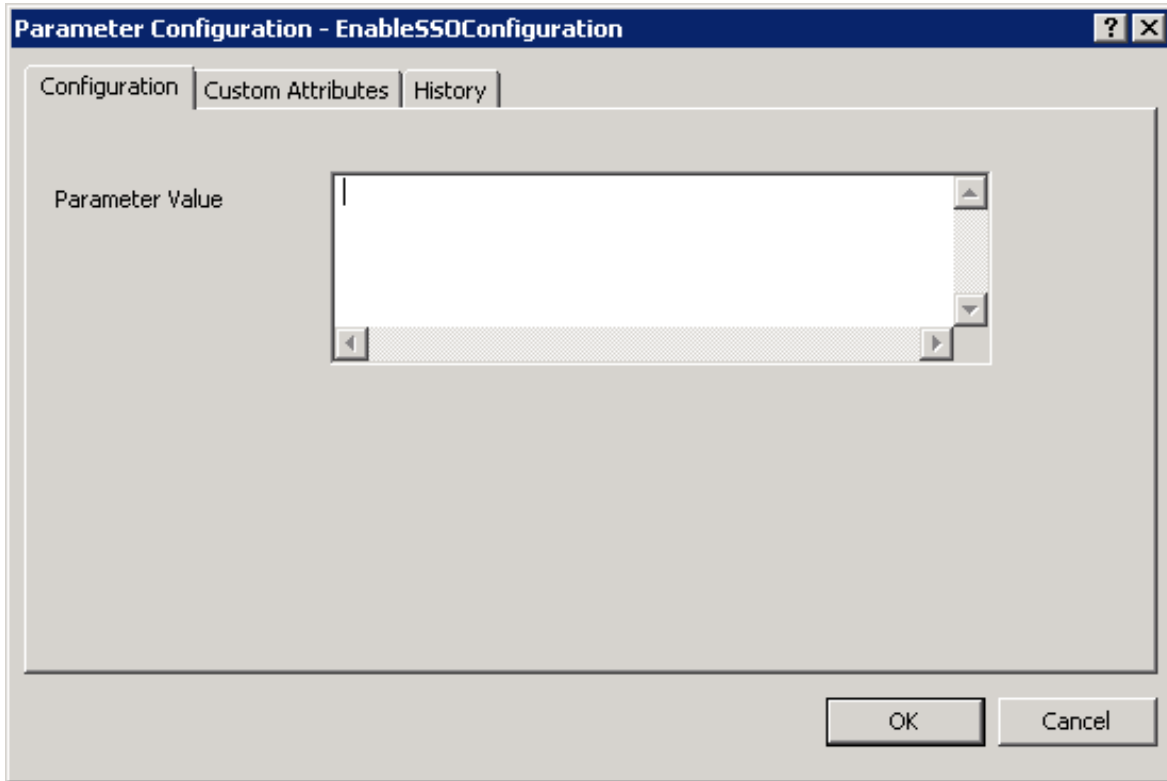 Parameter Configuration - EnableSSOConfiguration
Configuration Custom Attributes History
Parameter Value
OK Cancel